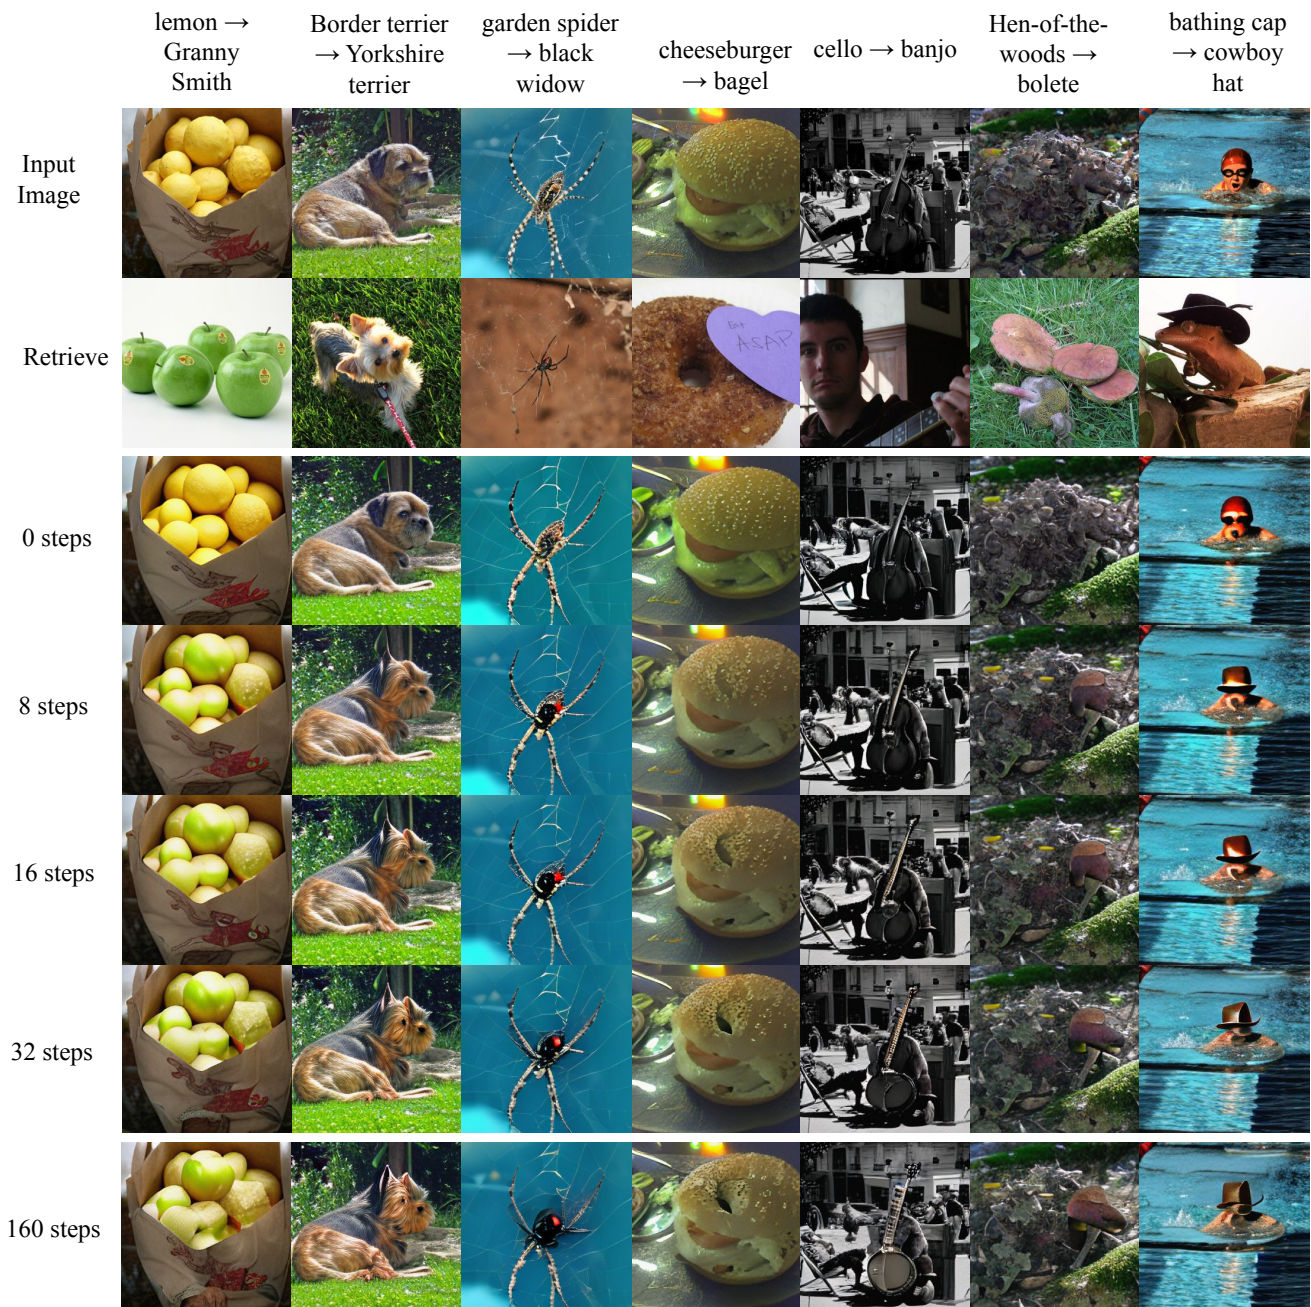 lemon →
Granny
Smith
Border terrier
→ Yorkshire
terrier
garden spider
→ black
widow
cheeseburger
→ bagel
cello → banjo
Hen-of-the-
woods →
bolete
bathing cap
→ cowboy
hat
Input
Image
Retrieve
Eat
ASAP
0 steps
8 steps
16 steps
32 steps
160 steps